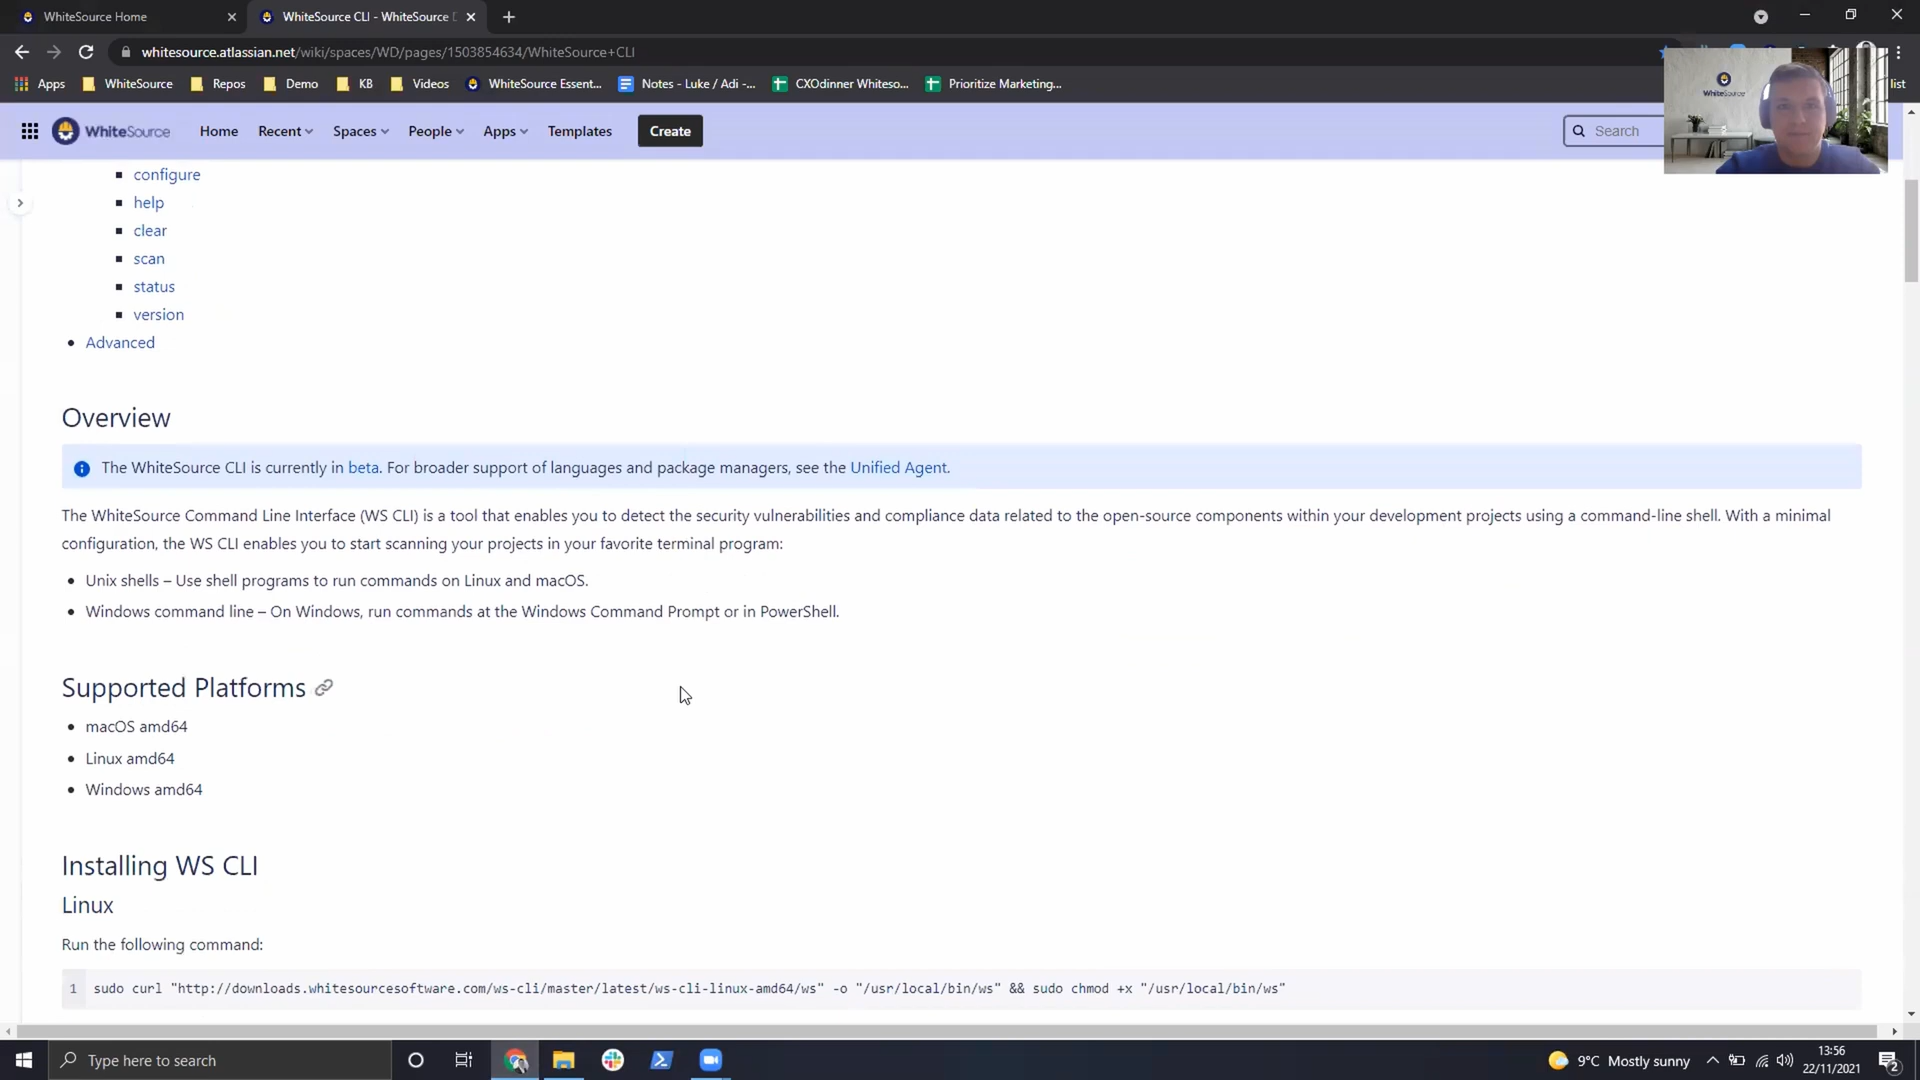 WhiteSource Home
WhiteSource CLI - WhiteSource D
whitesource.atlassian.net/wiki/spaces/WD/pages/1503854634/WhiteSource+CLI
Apps WhiteSource Repos Demo KB Videos WhiteSource Essent... Notes - Luke / Adi -... CXOdinner Whiteso... Prioritize Marketing... list
WhiteSource Home Recent Spaces People Apps Templates Create Search
WhiteSource
configure
help
clear
scan
status
version
Advanced
Overview
The WhiteSource CLI is currently in beta. For broader support of languages and package managers, see the Unified Agent.
The WhiteSource Command Line Interface (WS CLI) is a tool that enables you to detect the security vulnerabilities and compliance data related to the open-source components within your development projects using a command-line shell. With a minimal
configuration, the WS CLI enables you to start scanning your projects in your favorite terminal program:
Unix shells – Use shell programs to run commands on Linux and macOS.
Windows command line – On Windows, run commands at the Windows Command Prompt or in PowerShell.
Supported Platforms
macOS amd64
Linux amd64
Windows amd64
Installing WS CLI
Linux
Run the following command:
1 sudo curl "http://downloads.whitesourcesoftware.com/ws-cli/master/latest/ws-cli-linux-amd64/ws" -o "/usr/local/bin/ws" && sudo chmod +x "/usr/local/bin/ws"
Type here to search
9°C Mostly sunny
13:56
22/11/2021
2